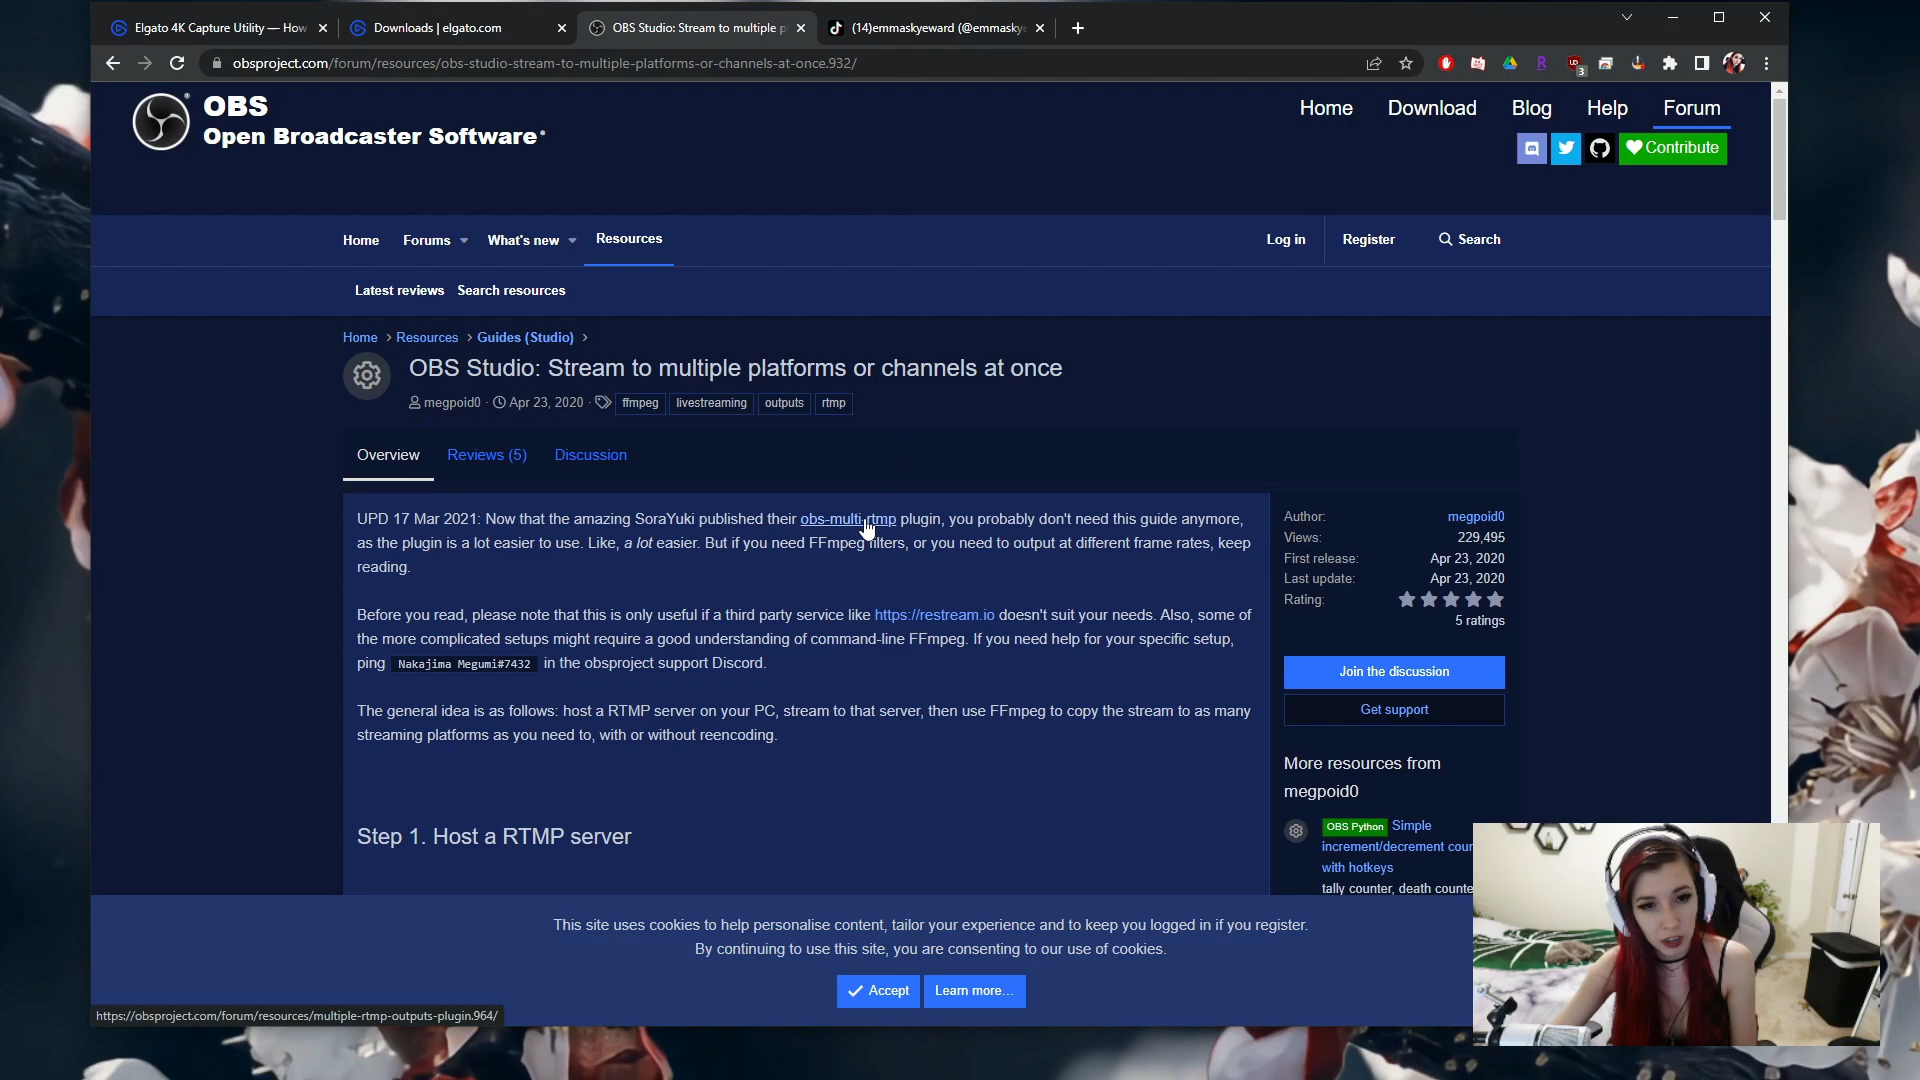 Elgato 4K Capture Utility — How
Downloads | elgato.com
OBS Studio: Stream to multiple p
(14)emmaskyeward (@emmasky
obsproject.com/forum/resources/obs-studio-stream-to-multiple-platforms-or-channels-at-once.932/
3
OBS
Open Broadcaster Software
Home Download Blog Help Forum
Contribute
Home Forums What's new Resources
Log in Register Search
Latest reviews Search resources
Home > Resources > Guides (Studio) >
OBS Studio: Stream to multiple platforms or channels at once
megpoid0 · Apr 23, 2020 · ffmpeg livestreaming outputs rtmp
Overview Reviews (5) Discussion
UPD 17 Mar 2021: Now that the amazing SoraYuki published their obs-multi-rtmp plugin, you probably don't need this guide anymore,
as the plugin is a lot easier to use. Like, a lot easier. But if you need FFmpeg filters, or you need to output at different frame rates, keep
reading.
Before you read, please note that this is only useful if a third party service like https://restream.io doesn't suit your needs. Also, some of
the more complicated setups might require a good understanding of command-line FFmpeg. If you need help for your specific setup,
ping Nakajima Megumi#7432 in the obsproject support Discord.
The general idea is as follows: host a RTMP server on your PC, stream to that server, then use FFmpeg to copy the stream to as many
streaming platforms as you need to, with or without reencoding.
Step 1. Host a RTMP server
Author: megpoid0
Views: 229,495
First release: Apr 23, 2020
Last update: Apr 23, 2020
Rating:
5 ratings
Join the discussion
Get support
More resources from
megpoid0
OBS Python Simple
increment/decrement cour
with hotkeys
tally counter, death counte
This site uses cookies to help personalise content, tailor your experience and to keep you logged in if you register.
By continuing to use this site, you are consenting to our use of cookies.
Accept Learn more…
https://obsproject.com/forum/resources/multiple-rtmp-outputs-plugin.964/